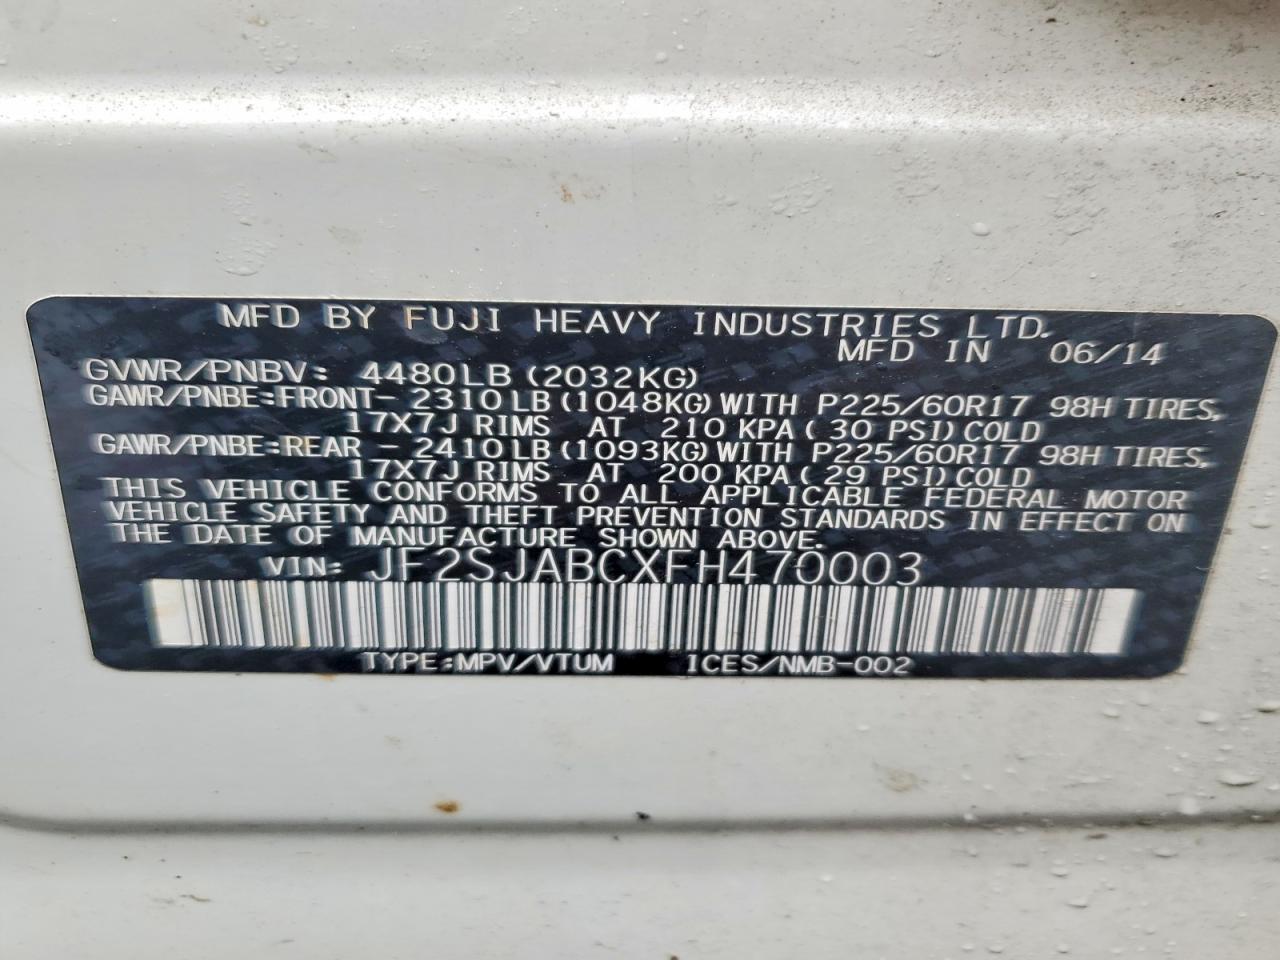 MFD BY FUJI HEAVY INDUSTRIES LTD.
MFD IN 06/14
GVWR/PNBV: 4480LB (2032KG)
GAWR/PNBE:FRONT- 2310LB (1048KG) WITH P225/60R17 98H TIRES,
17X7J RIMS AT 210 KPA ( 30 PSI) COLD
GAWR/PNBE:REAR - 2410LB (1093KG) WITH P225/60R17 98H TIRES,
17X7J RIMS AT 200 KPA ( 29 PSI) COLD
THIS VEHICLE CONFORMS TO ALL APPLICABLE FEDERAL MOTOR
VEHICLE SAFETY AND THEFT PREVENTION STANDARDS IN EFFECT ON
THE DATE OF MANUFACTURE SHOWN ABOVE.
VIN: JF2SJABCXFH470003
TYPE:MPV/VTUM ICES/NMB-002